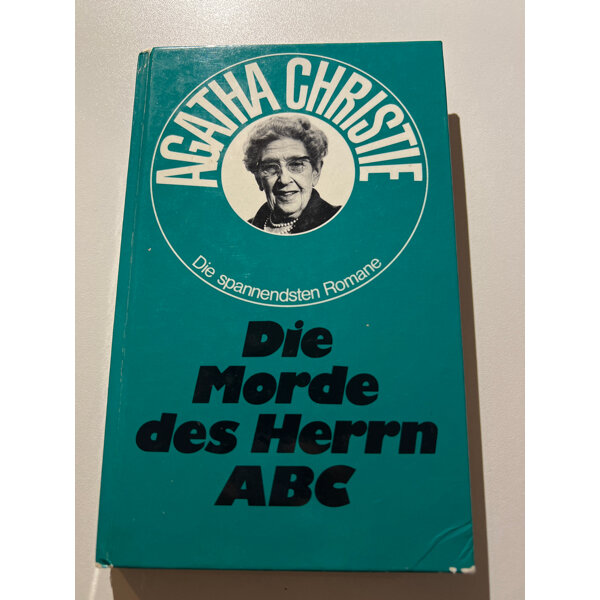 AGATHA CHRISTIE
Die spannendsten Romane
Die
Morde
des Herrn
ABC